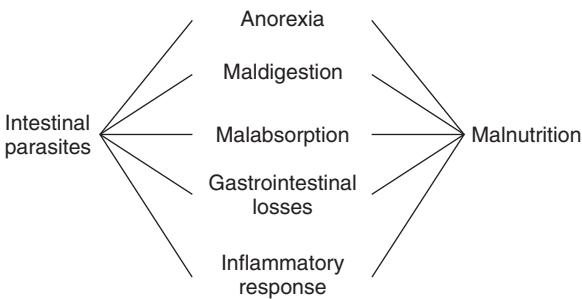 Anorexia
Maldigestion
Intestinal
parasites
Malabsorption
Malnutrition
Gastrointestinal
losses
Inflammatory
response